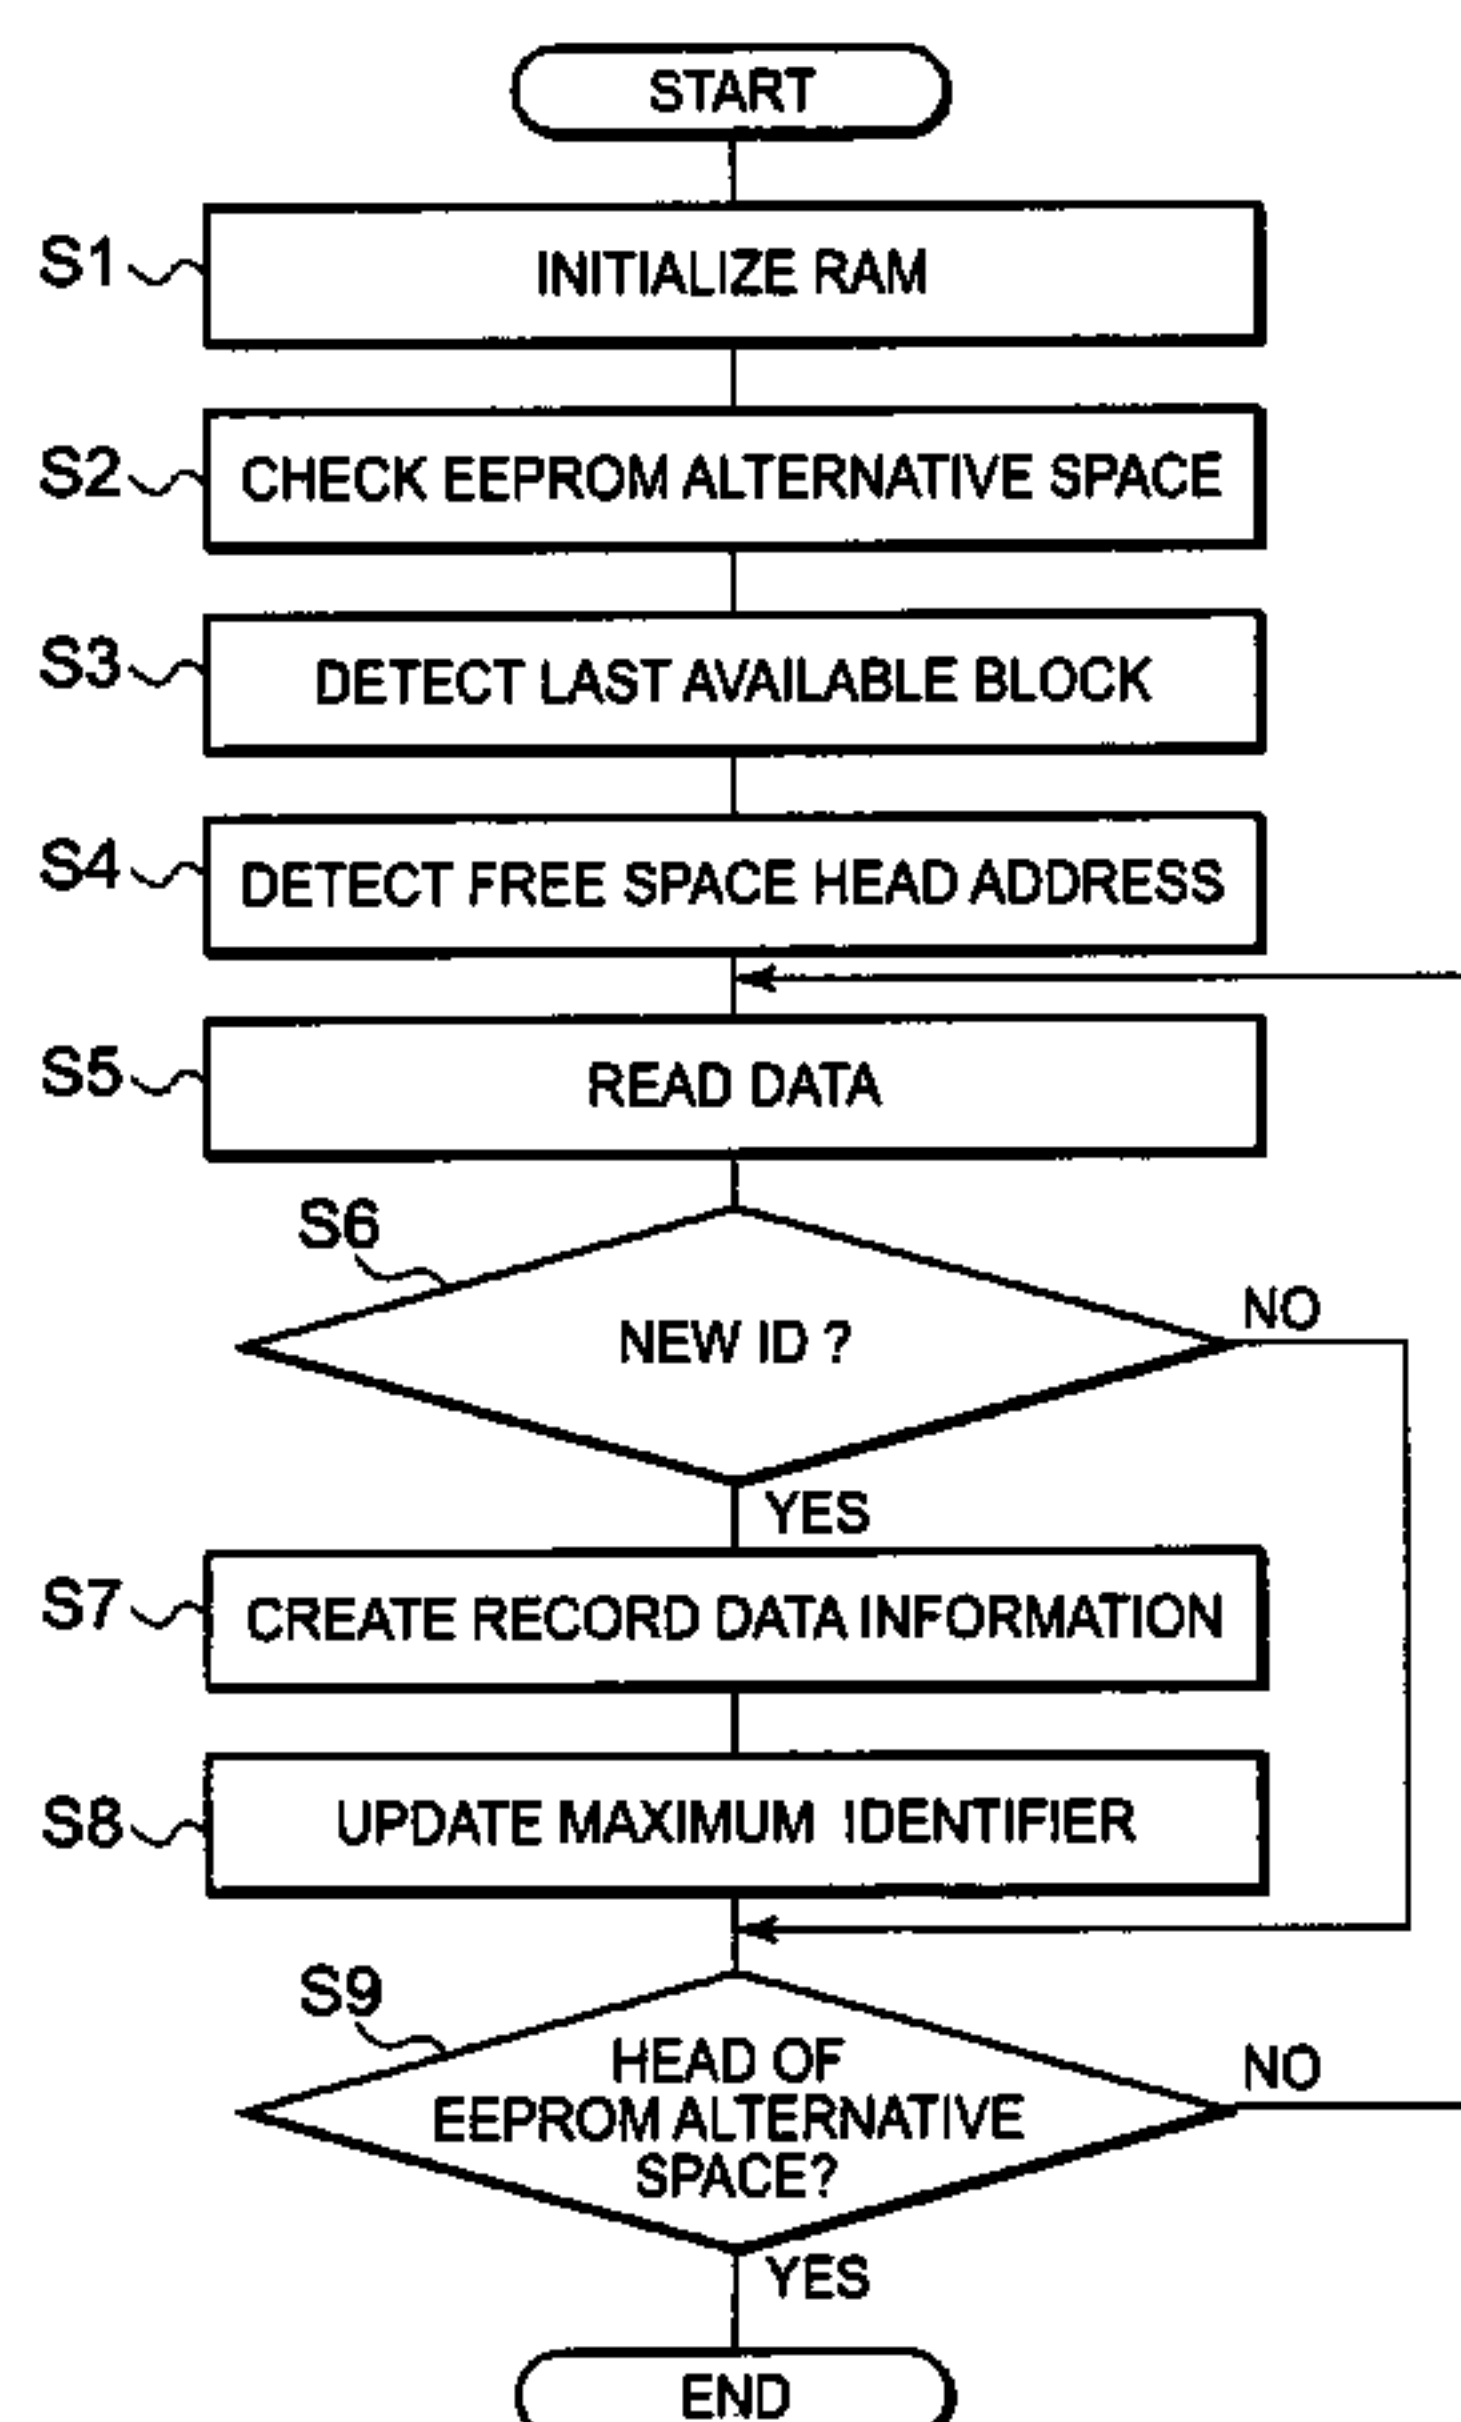 START
S1
INITIALIZE RAM
S2
CHECK EEPROM ALTERNATIVE SPACE
S3
DETECT LAST AVAILABLE BLOCK
S4
DETECT FREE SPACE HEAD ADDRESS
S5
READ DATA
S6
NEW ID ?
NO
YES
S7
CREATE RECORD DATA INFORMATION
S8
UPDATE MAXIMUM IDENTIFIER
S9
HEAD OF
EEPROM ALTERNATIVE
SPACE?
NO
YES
END